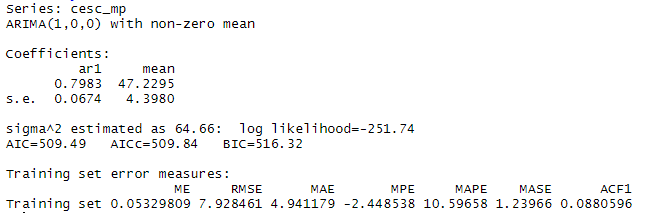 Series: cesc_mp
ARIMA(1,0,0) with non-zero mean
Coefficients:
ar1 mean
0.7983 47.2295
s.e. 0.0674 4.3980
sigma^2 estimated as 64.66: log likelihood=-251.74
AIC=509.49 AICc=509.84 BIC=516.32
Training set error measures:
ME RMSE MAE MPE MAPE MASE ACF1
Training set 0.05329809 7.928461 4.941179 -2.448538 10.59658 1.23966 0.0880596